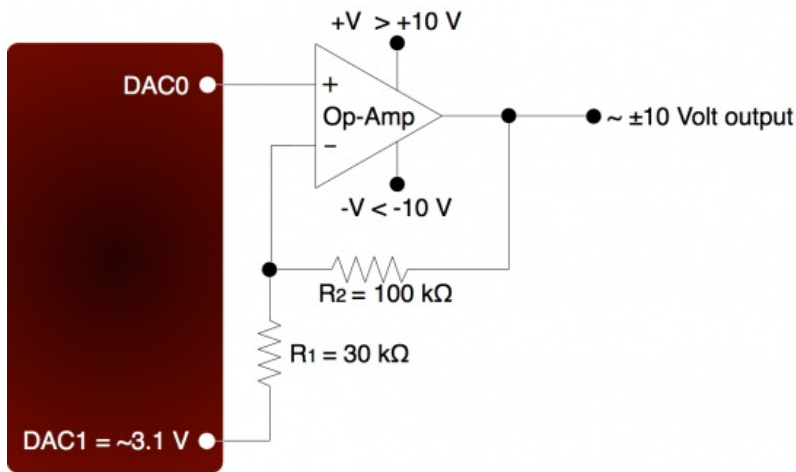 +V > +10 V
DAC0
+
Op-Amp
~ ±10 Volt output
−
-V < -10 V
R2 = 100 kΩ
R1 = 30 kΩ
DAC1 = ~3.1 V